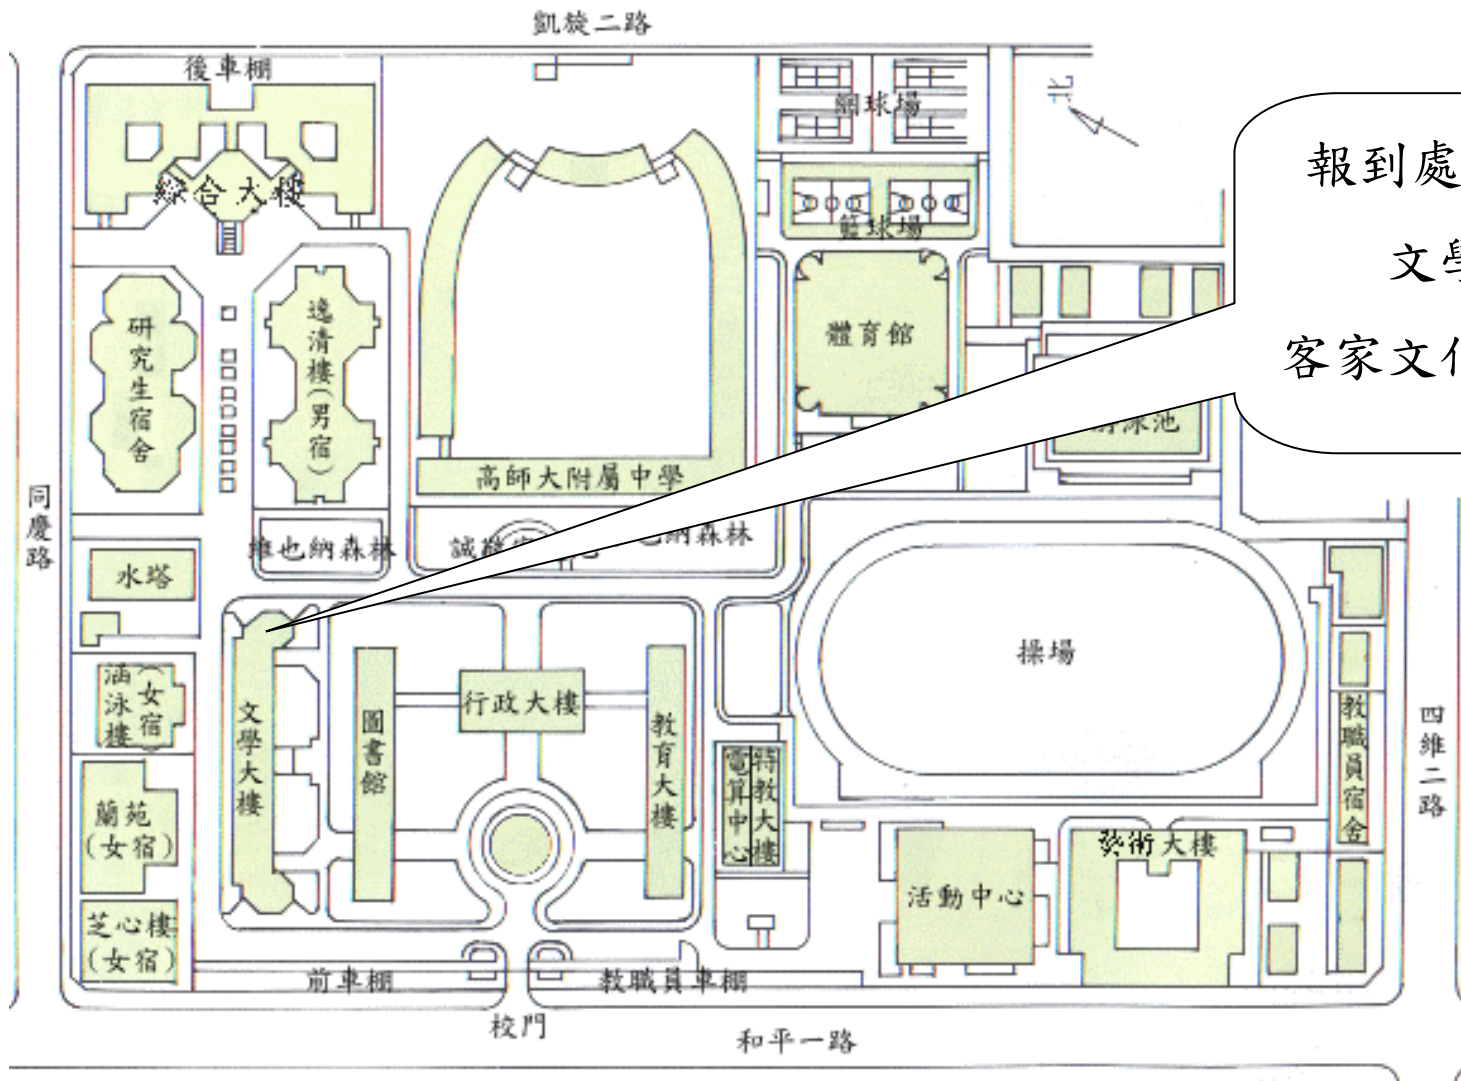 凱旋二路
後車棚
網球場
北
報到處
綜合大樓
籃球場
文學
研究生宿舍
逸清樓(男宿)
體育館
客家文化
泳池
高師大附屬中學
同慶路
維也納森林
誠敬
納森林
水塔
操場
涵泳樓(女宿)
文學大樓
圖書館
行政大樓
教育大樓
電算中心
特教大樓
教職員宿舍
四維二路
蘭苑
(女宿)
藝術大樓
活動中心
芝心樓
(女宿)
前車棚
教職員車棚
校門
和平一路